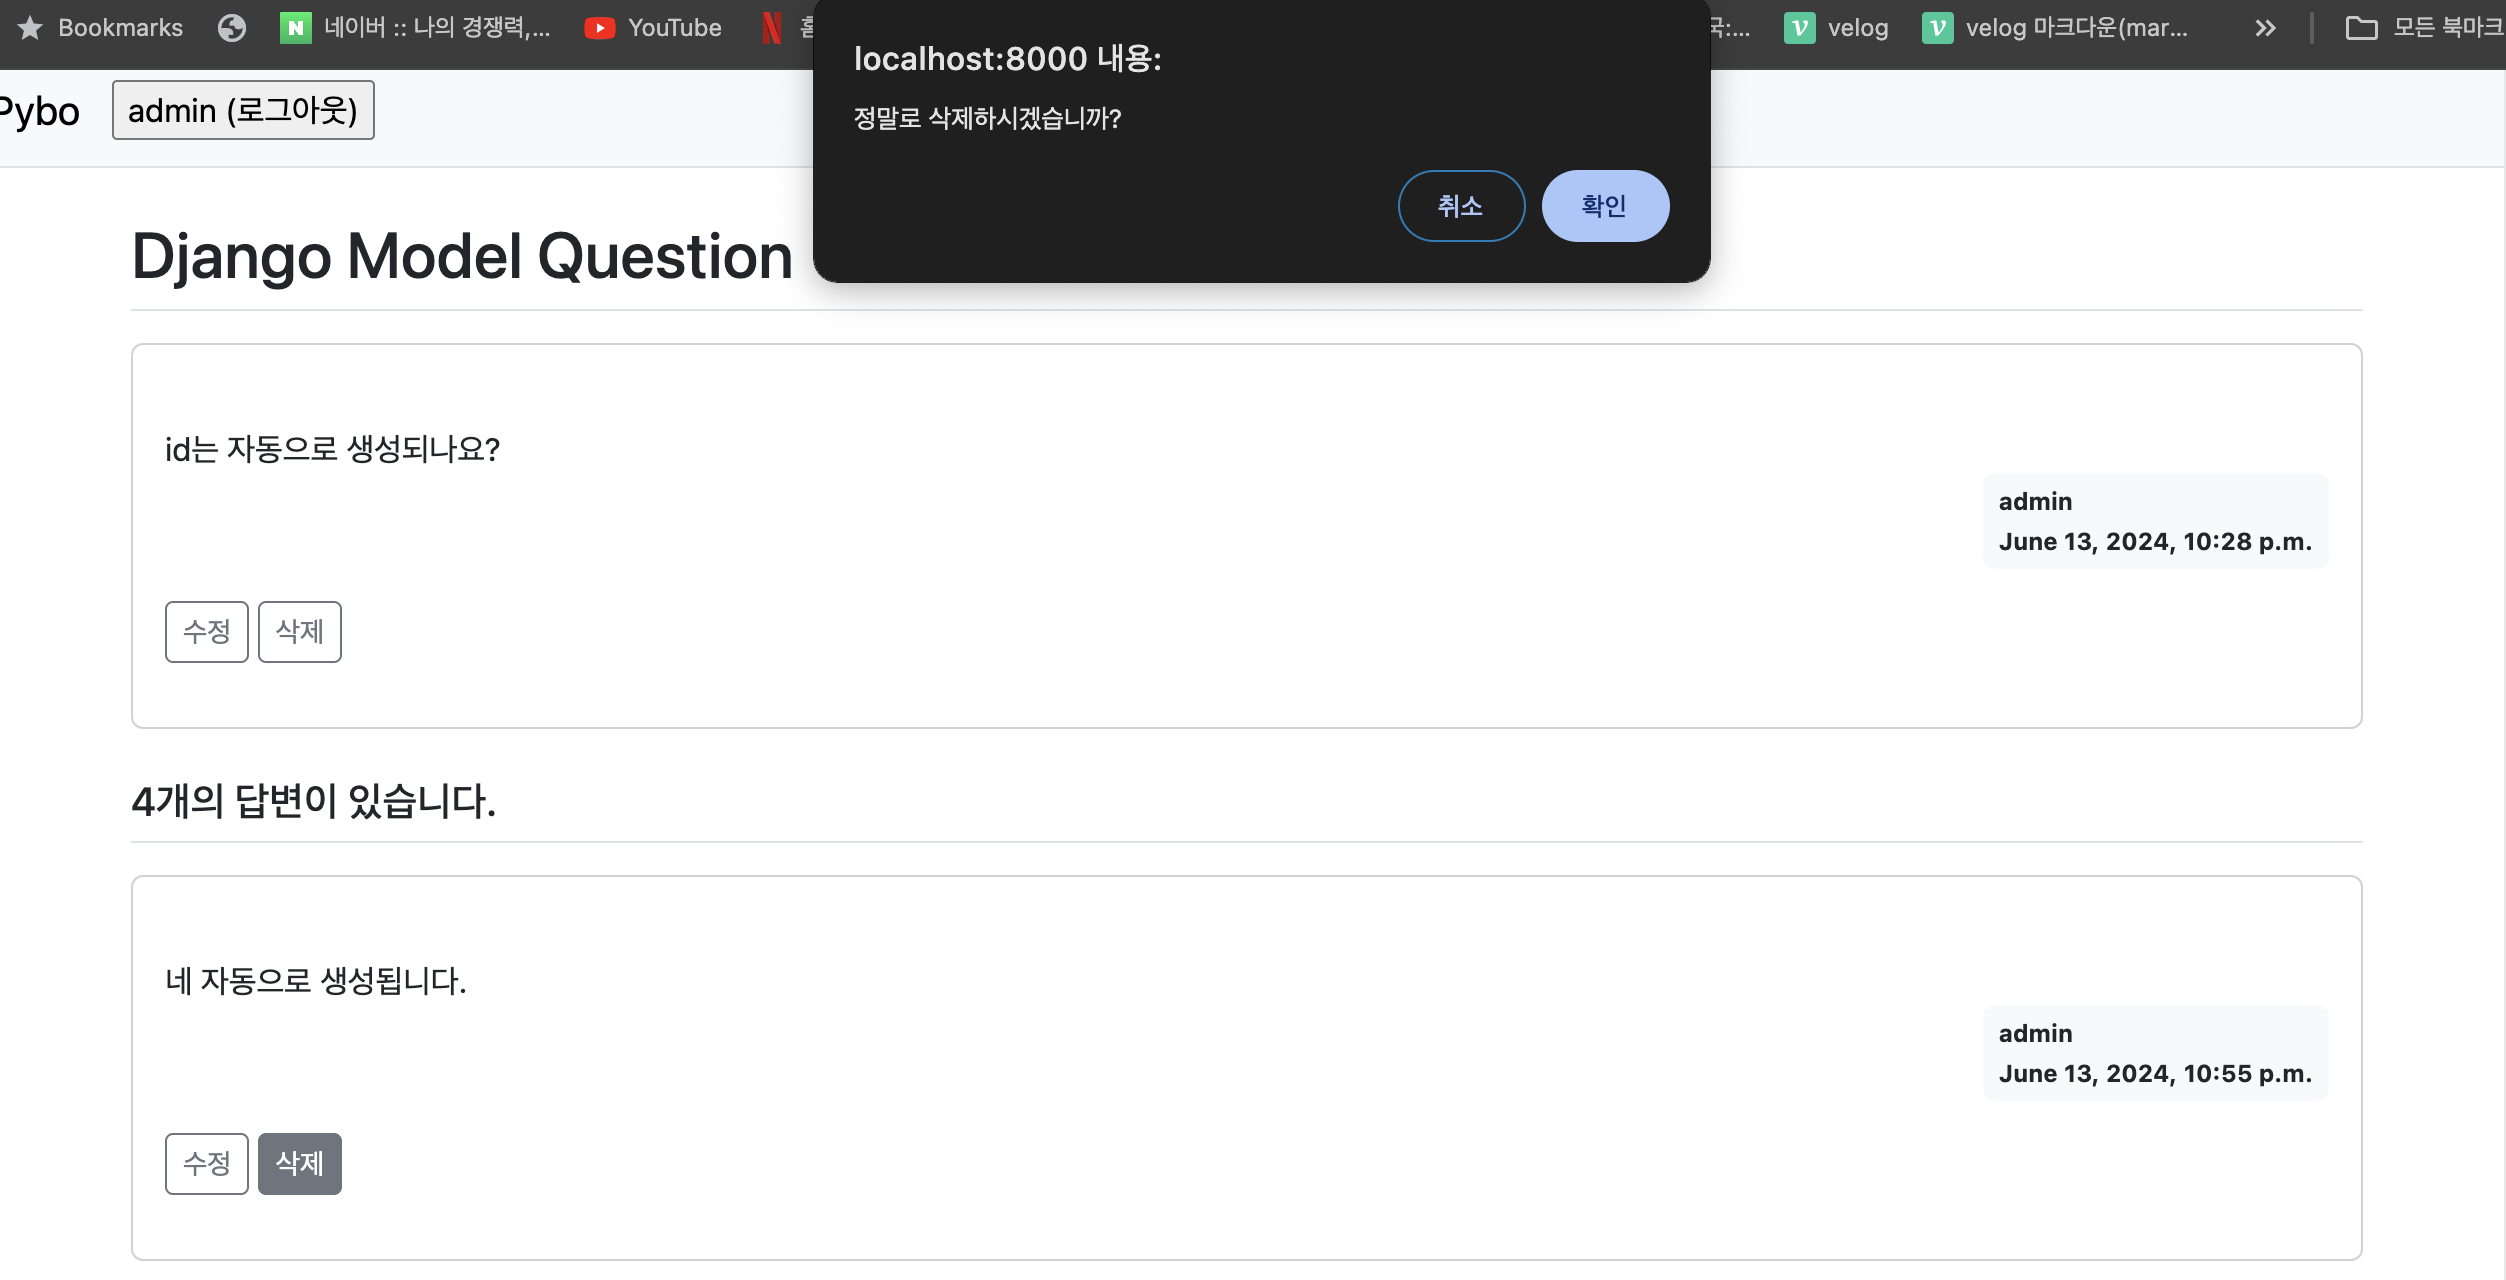 Bookmarks
네이버 :: 나의 경쟁력,...
YouTube
velog
velog 마크다운(mar...
모든 북마크
localhost:8000 내용:
정말로 삭제하시겠습니까?
취소
확인
Pybo
admin (로그아웃)
Django Model Question
id는 자동으로 생성되나요?
admin
June 13, 2024, 10:28 p.m.
수정
삭제
4개의 답변이 있습니다.
네 자동으로 생성됩니다.
admin
June 13, 2024, 10:55 p.m.
수정
삭제